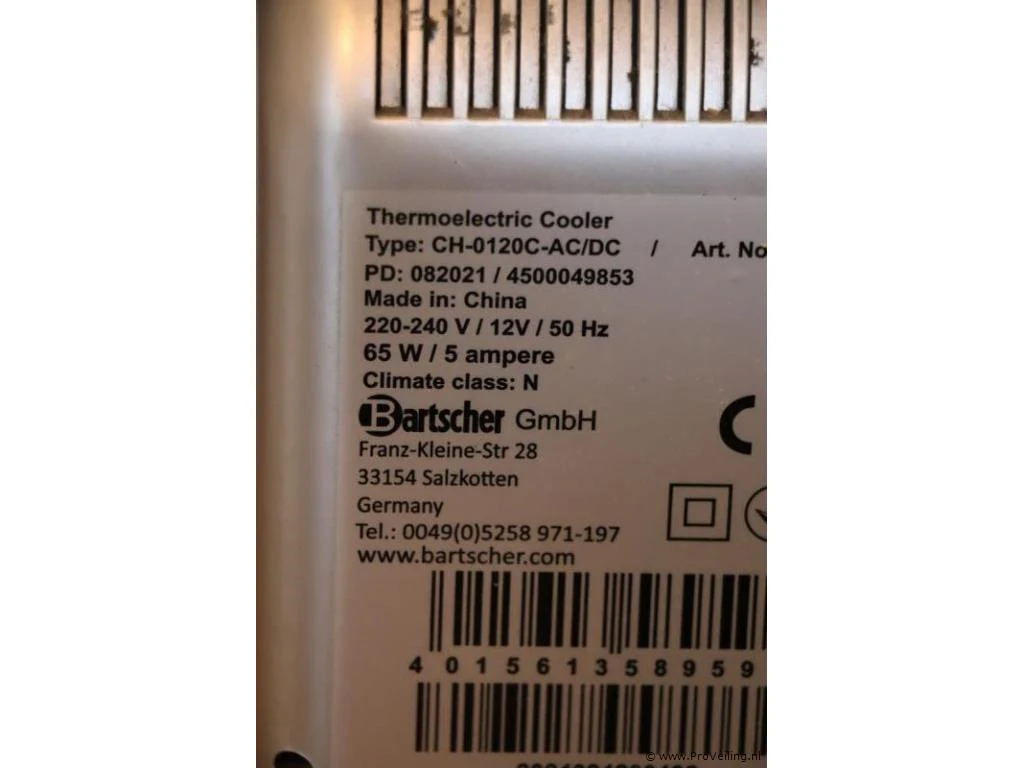 Thermoelectric Cooler
Type: CH-0120C-AC/DC / Art. No
PD: 082021 / 4500049853
Made in: China
220-240 V / 12V / 50 Hz
65 W / 5 ampere
Climate class: N
Bartscher GmbH
Franz-Kleine-Str 28
33154 Salzkotten
Germany
Tel.: 0049(0)5258 971-197
www.bartscher.com
4 0 1 5 6 1 3 5 8 9 5 9
© www.ProVeiling.nl